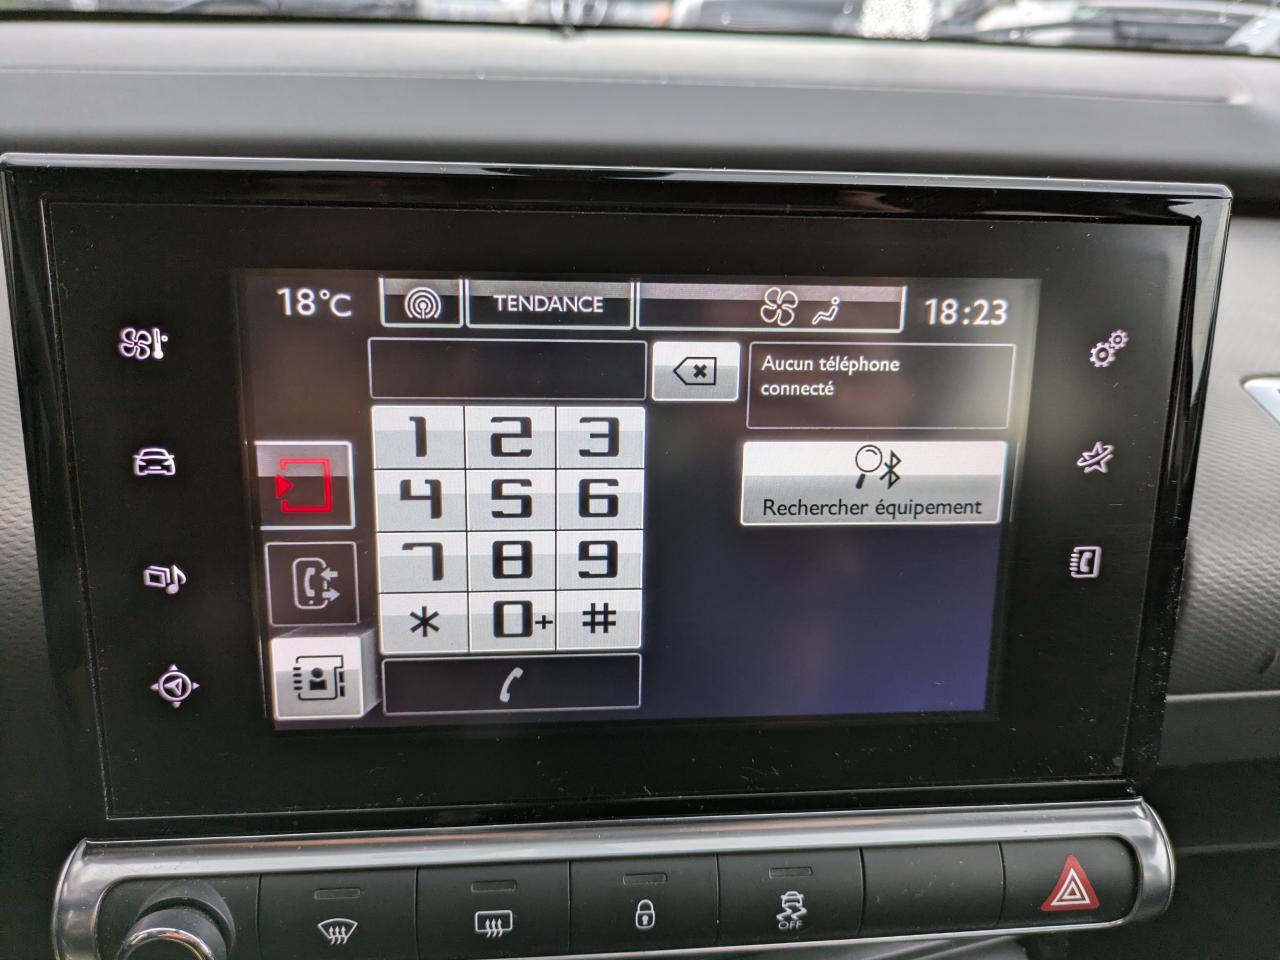 18°C
TENDANCE
18:23
Aucun téléphone
connecté
1 2 3
4 5 6
7 8 9
* 0+ #
Rechercher équipement
OFF